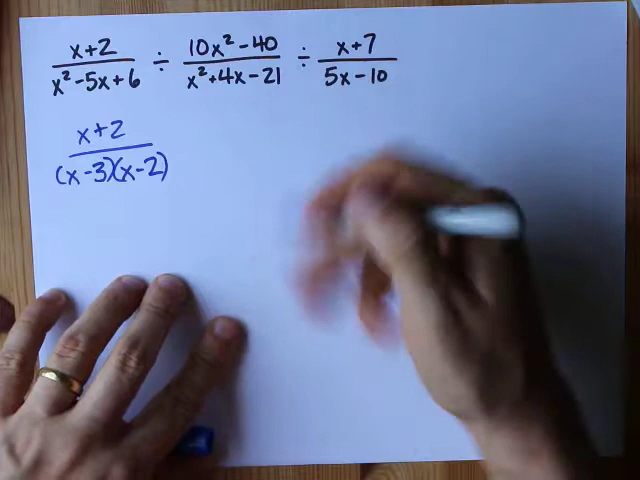 x+2 / x²-5x+6 ÷ 10x²-40 / x²+4x-21 ÷ x+7 / 5x-10
x+2 / (x-3)(x-2)